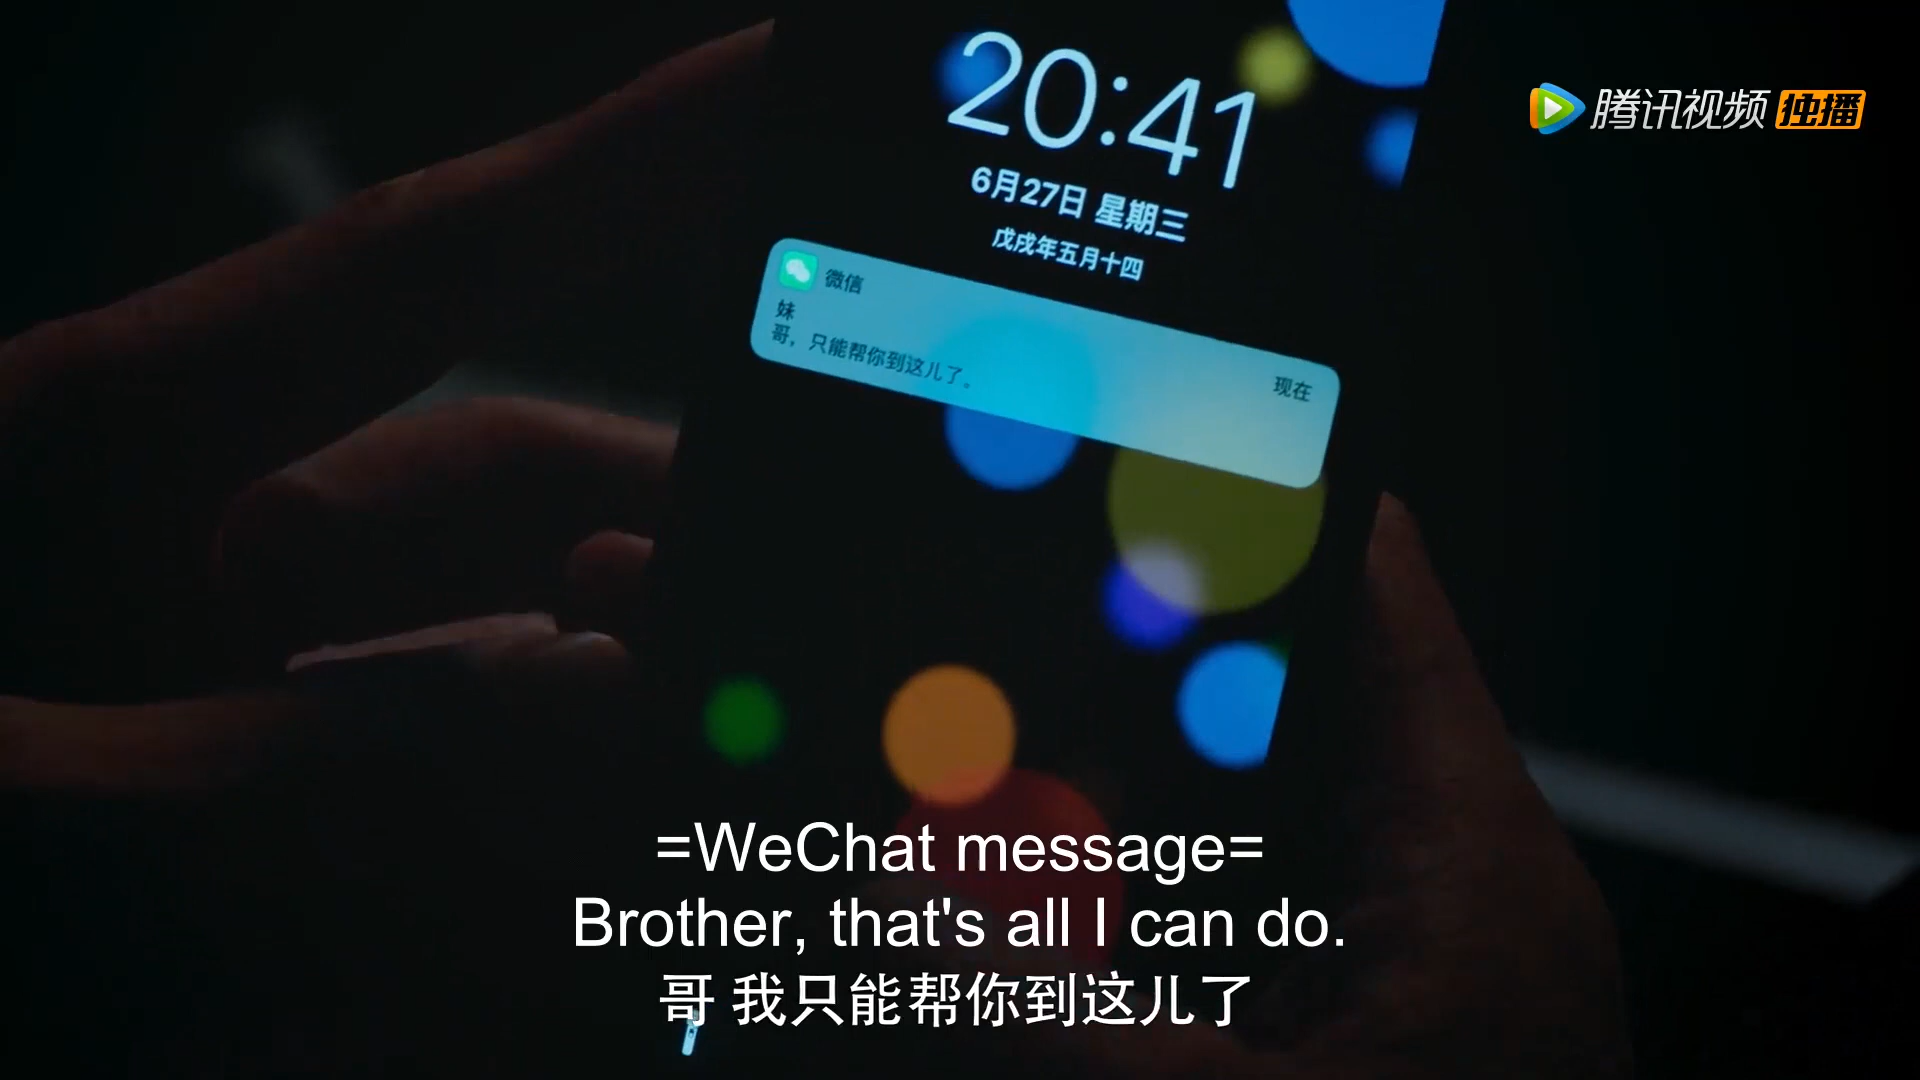 20:41
6月27日 星期三
戊戌年五月十四
微信
妹
哥，只能帮你到这儿了。
现在
腾讯视频 独播
=WeChat message=
Brother, that's all I can do.
哥 我只能帮你到这儿了